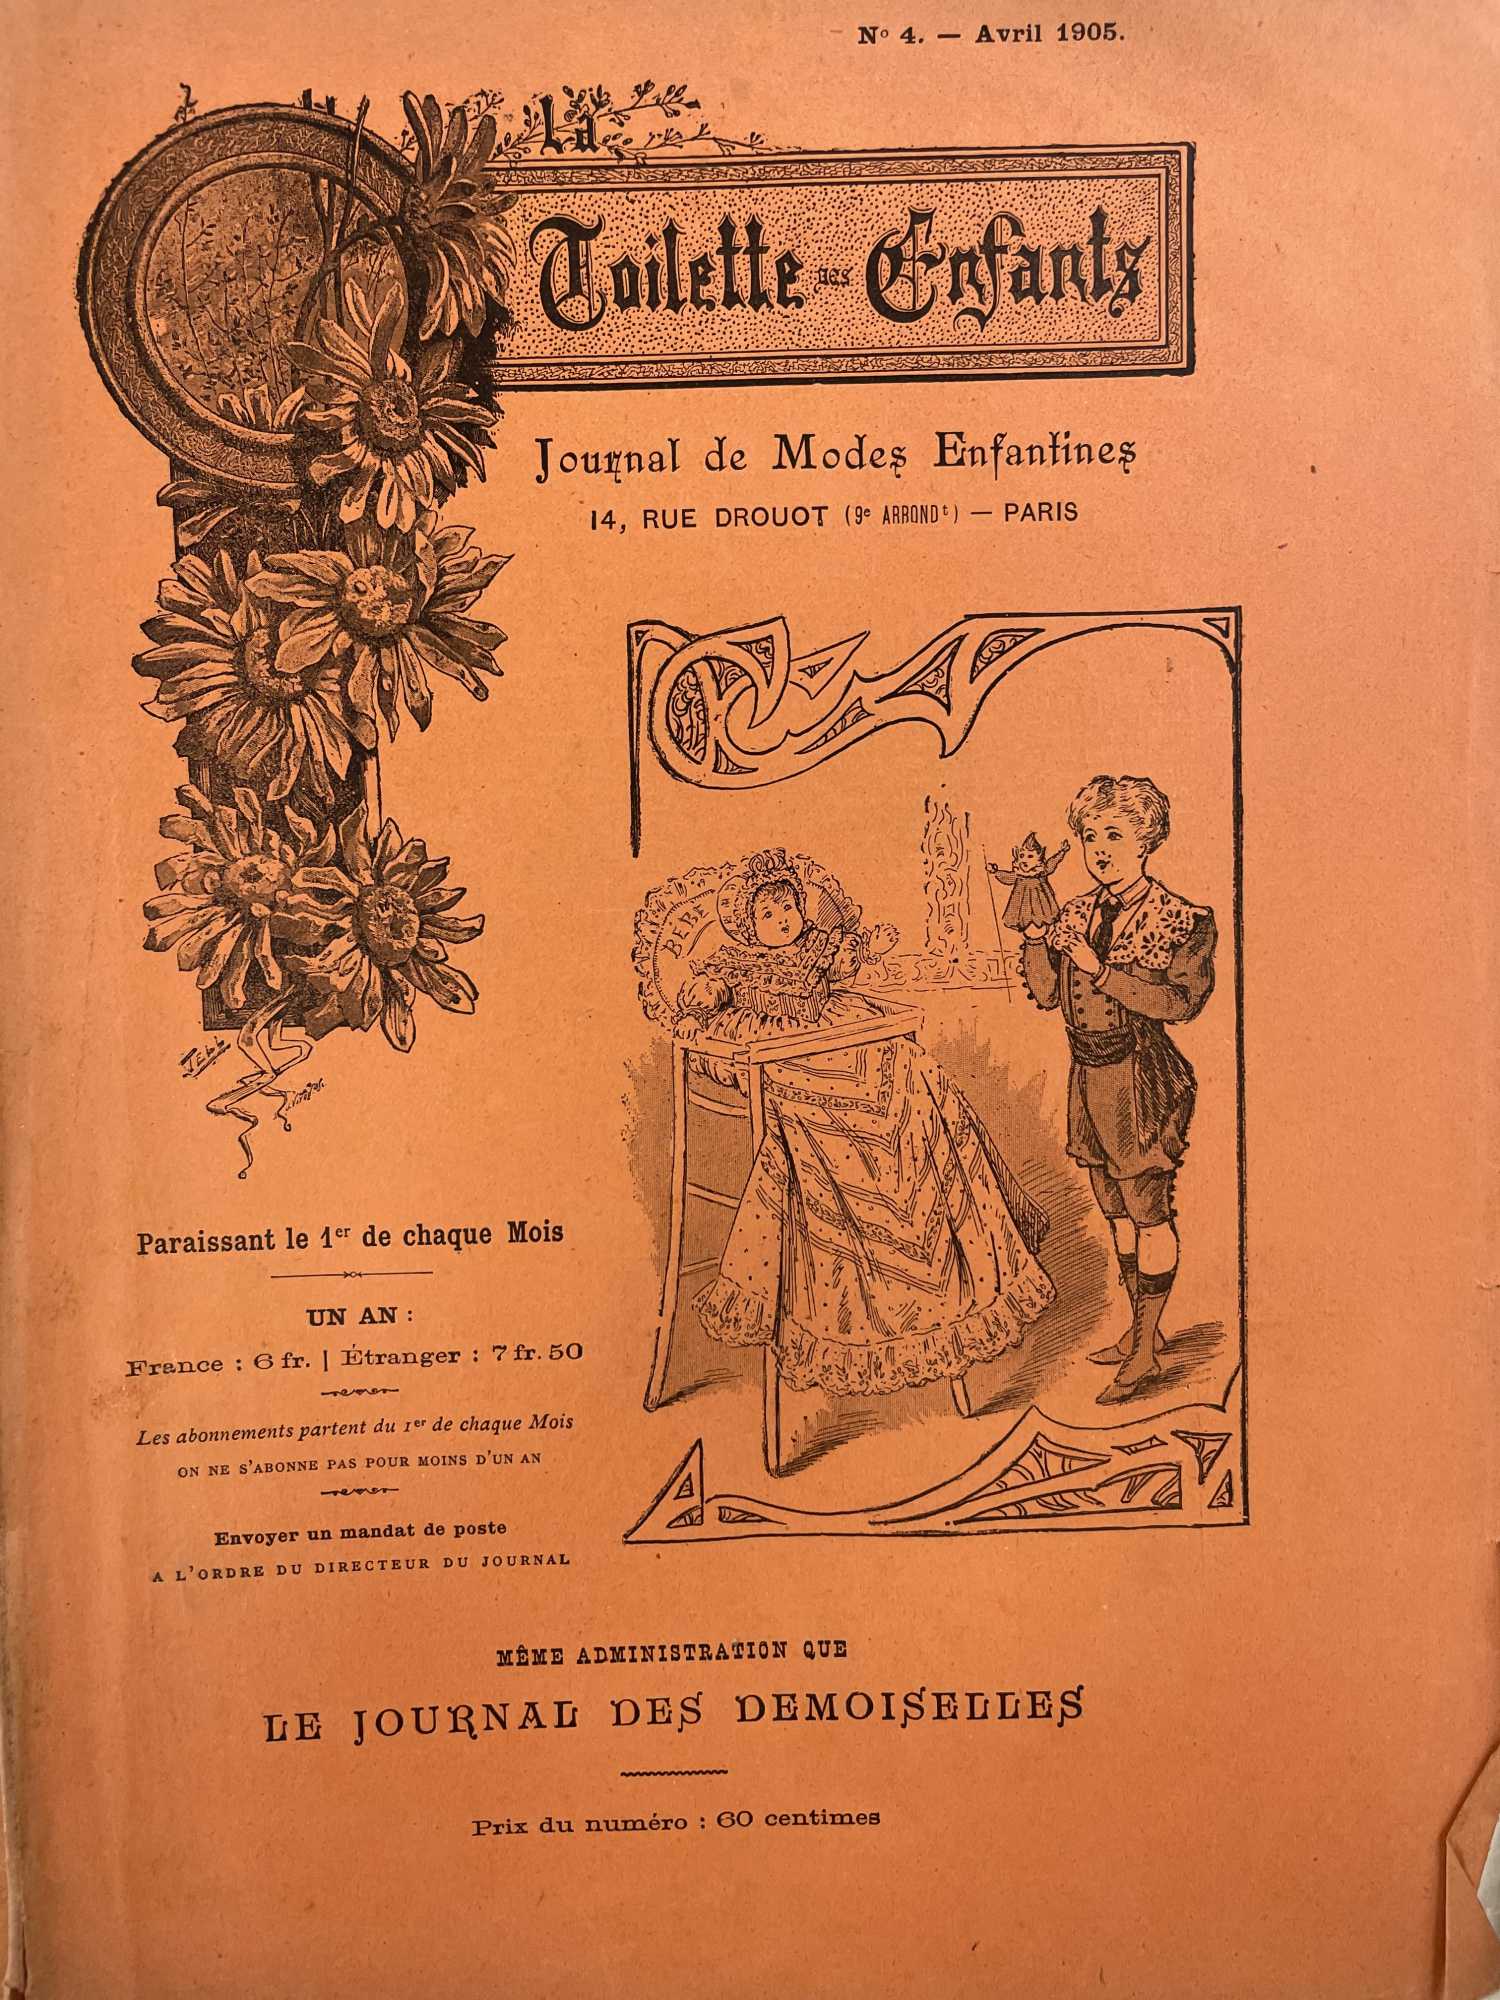 Nº 4. — Avril 1905.
La
Toilette des Enfants
Journal de Modes Enfantines
14, RUE DROUOT (9e ARRONDt) — PARIS
BÉBÉ
Paraissant le 1er de chaque Mois
UN AN :
France : 6 fr. | Étranger : 7 fr. 50
Les abonnements partent du 1er de chaque Mois
ON NE S'ABONNE PAS POUR MOINS D'UN AN
Envoyer un mandat de poste
A L'ORDRE DU DIRECTEUR DU JOURNAL
MÊME ADMINISTRATION QUE
LE JOURNAL DES DEMOISELLES
Prix du numéro : 60 centimes